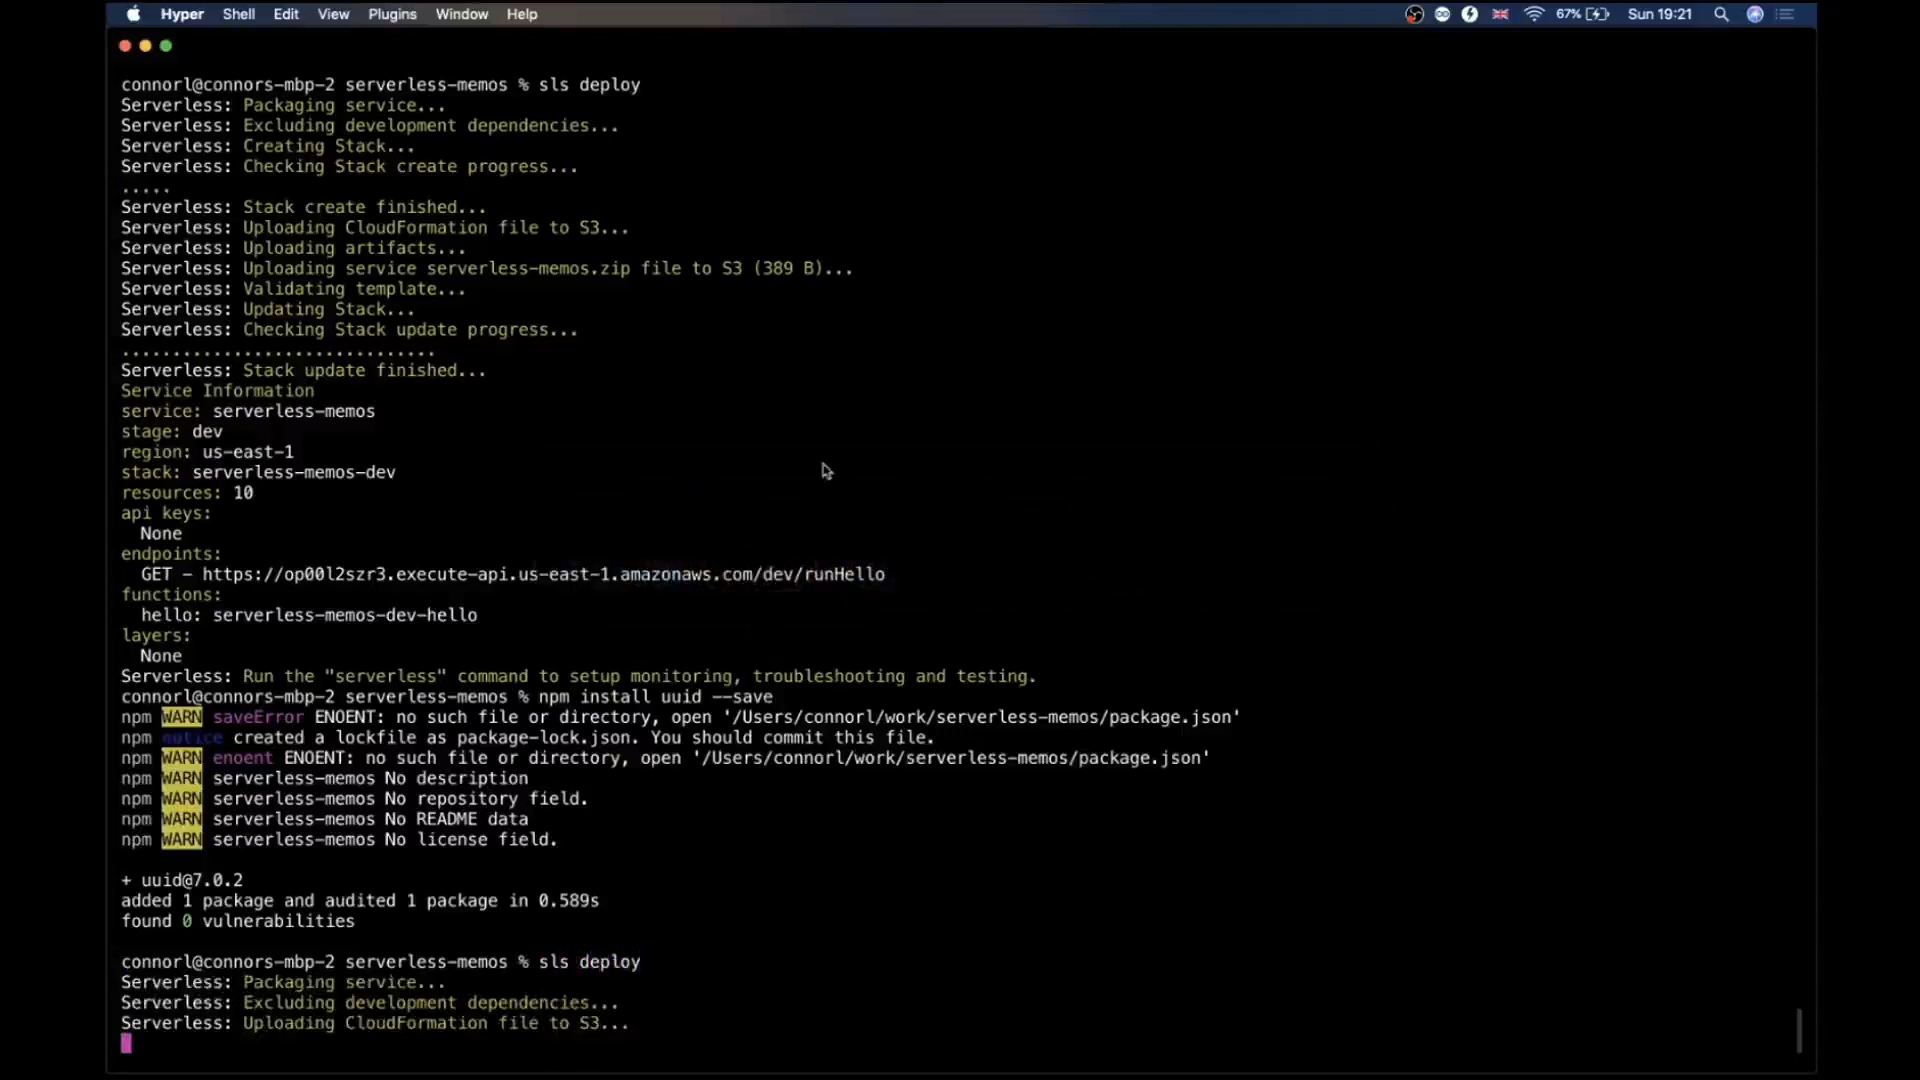 Hyper Shell Edit View Plugins Window Help 67% Sun 19:21
connorl@connors-mbp-2 serverless-memos % sls deploy
Serverless: Packaging service...
Serverless: Excluding development dependencies...
Serverless: Creating Stack...
Serverless: Checking Stack create progress...
.....
Serverless: Stack create finished...
Serverless: Uploading CloudFormation file to S3...
Serverless: Uploading artifacts...
Serverless: Uploading service serverless-memos.zip file to S3 (389 B)...
Serverless: Validating template...
Serverless: Updating Stack...
Serverless: Checking Stack update progress...
...............................
Serverless: Stack update finished...
Service Information
service: serverless-memos
stage: dev
region: us-east-1
stack: serverless-memos-dev
resources: 10
api keys:
None
endpoints:
GET - https://op00l2szr3.execute-api.us-east-1.amazonaws.com/dev/runHello
functions:
hello: serverless-memos-dev-hello
layers:
None
Serverless: Run the "serverless" command to setup monitoring, troubleshooting and testing.
connorl@connors-mbp-2 serverless-memos % npm install uuid --save
npm WARN saveError ENOENT: no such file or directory, open '/Users/connorl/work/serverless-memos/package.json'
npm notice created a lockfile as package-lock.json. You should commit this file.
npm WARN enoent ENOENT: no such file or directory, open '/Users/connorl/work/serverless-memos/package.json'
npm WARN serverless-memos No description
npm WARN serverless-memos No repository field.
npm WARN serverless-memos No README data
npm WARN serverless-memos No license field.
+ uuid@7.0.2
added 1 package and audited 1 package in 0.589s
found 0 vulnerabilities
connorl@connors-mbp-2 serverless-memos % sls deploy
Serverless: Packaging service...
Serverless: Excluding development dependencies...
Serverless: Uploading CloudFormation file to S3...